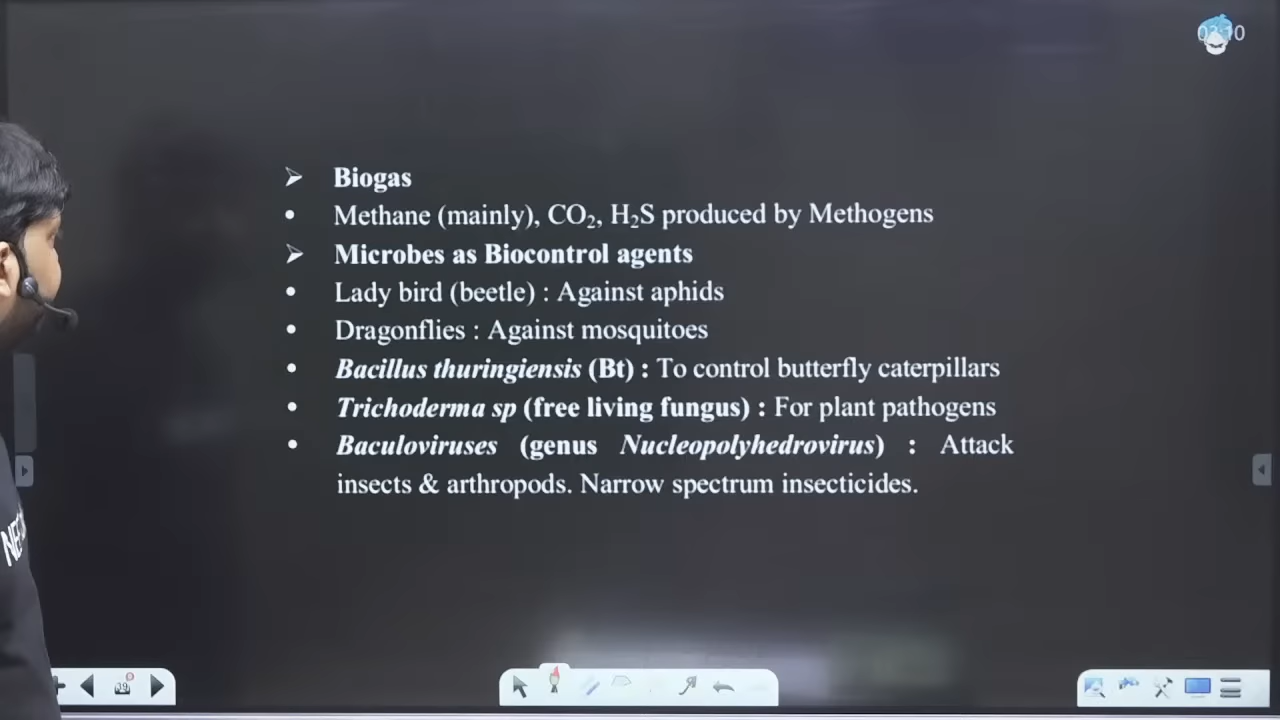 ➢ Biogas
• Methane (mainly), CO₂, H₂S produced by Methogens
➢ Microbes as Biocontrol agents
• Lady bird (beetle) : Against aphids
• Dragonflies : Against mosquitoes
• Bacillus thuringiensis (Bt) : To control butterfly caterpillars
• Trichoderma sp (free living fungus) : For plant pathogens
• Baculoviruses (genus Nucleopolyhedrovirus) : Attack
insects & arthropods. Narrow spectrum insecticides.